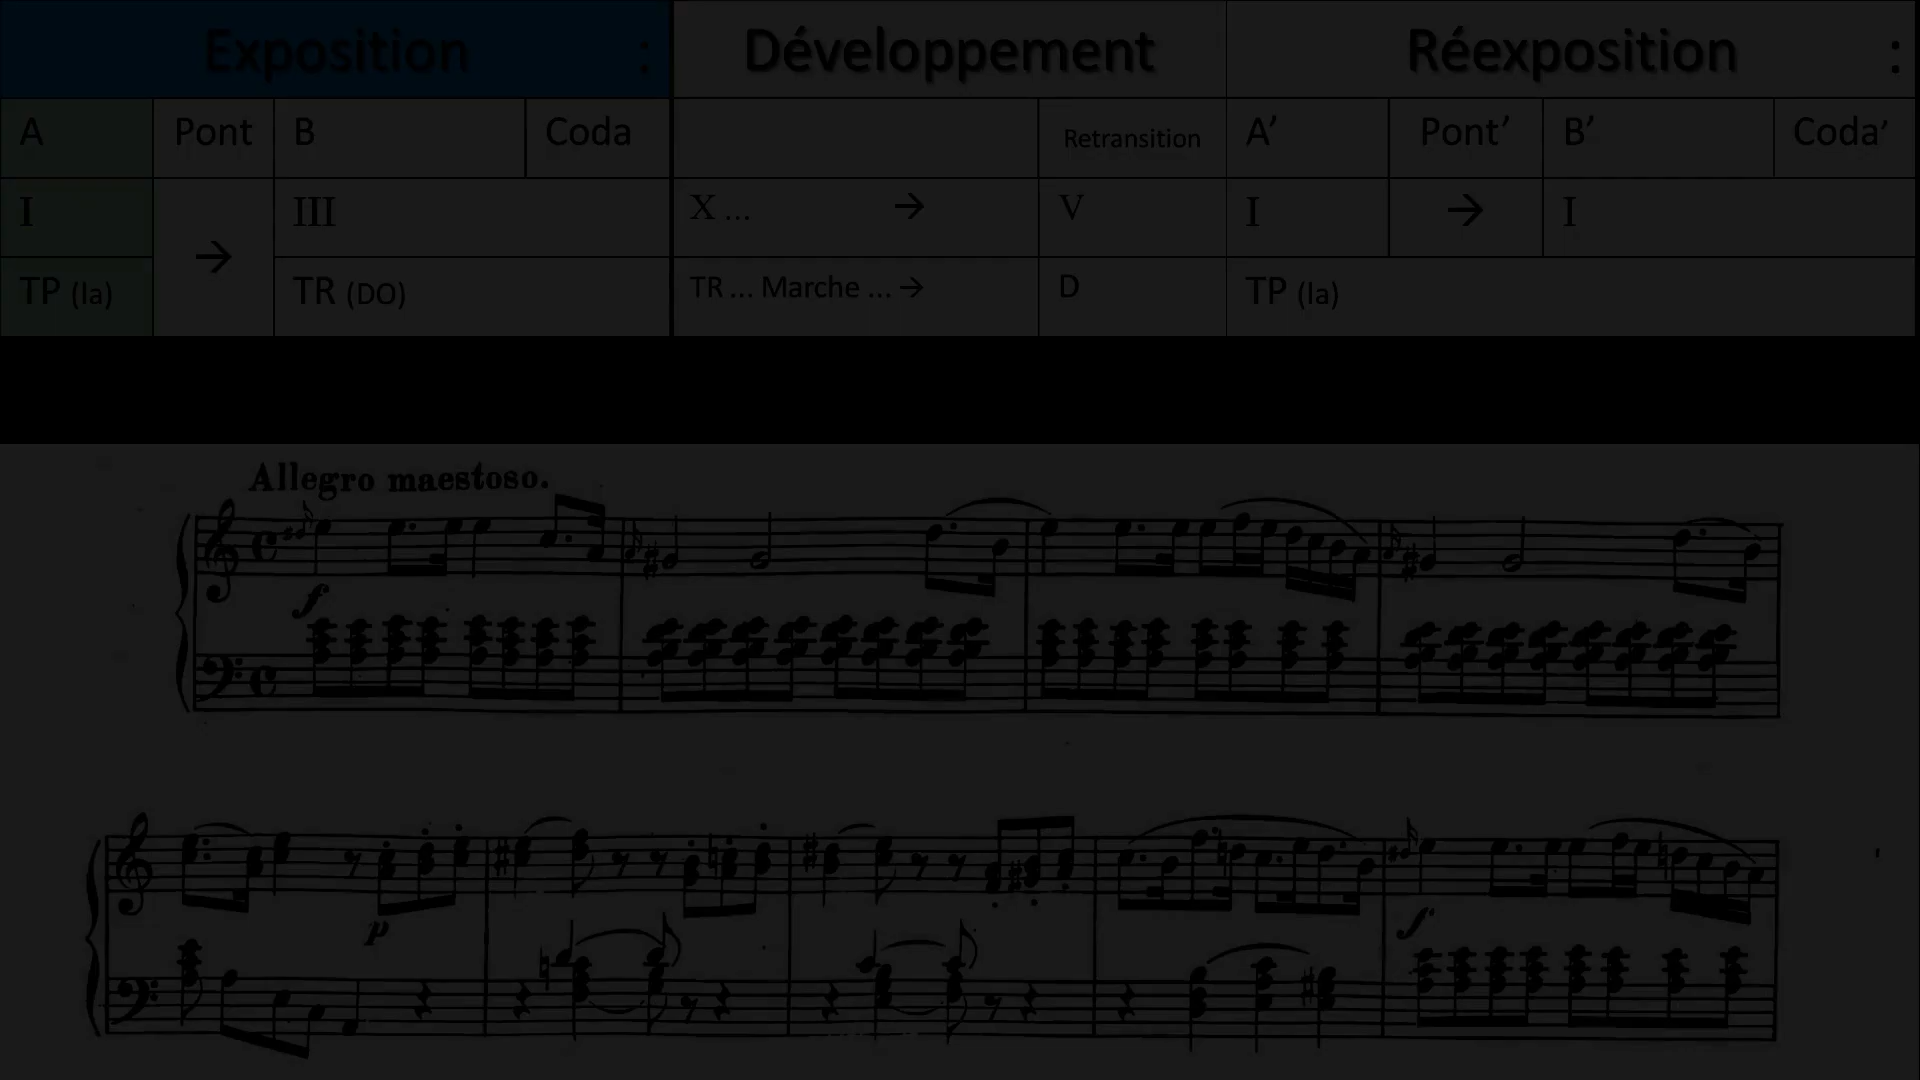 Exposition :
Développement
Réexposition :
A Pont B Coda Retransition A’ Pont’ B’ Coda’
I → III X ... → V I → I
TP (la) TR (DO) TR ... Marche ... → D TP (la)
Allegro maestoso.
f
p
f